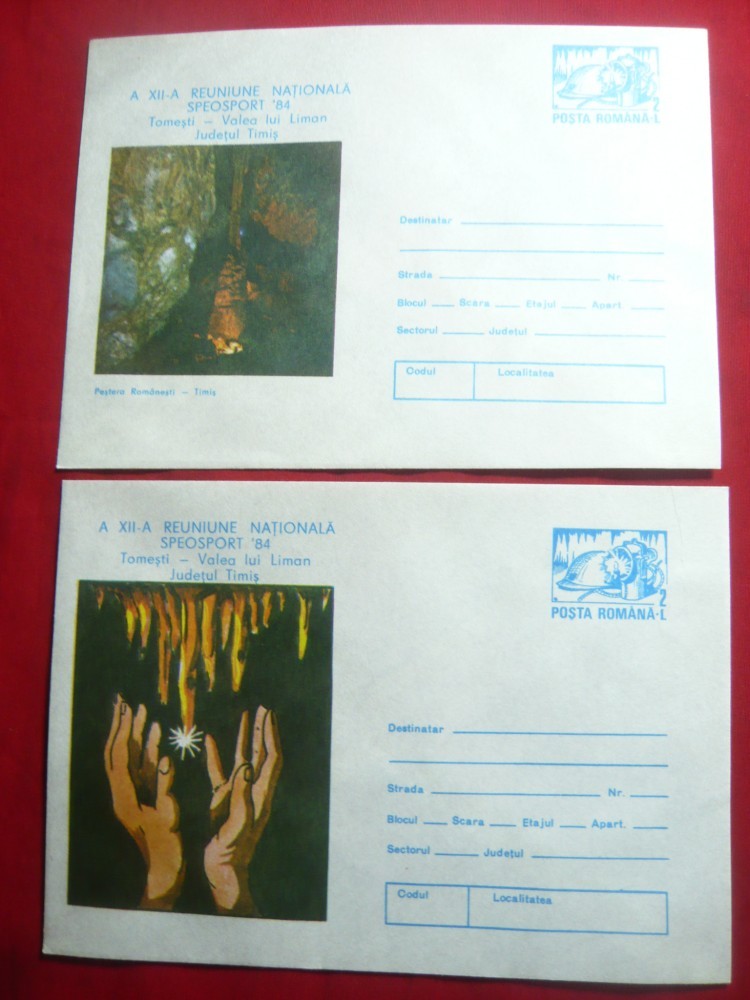 A XII-A REUNIUNE NAȚIONALĂ
SPEOSPORT '84
Tomești – Valea lui Liman
Județul Timiș
2
POȘTA ROMÂNĂ·L
Destinatar
Strada Nr.
Blocul Scara Etajul Apart.
Sectorul Județul
Codul Localitatea
Peștera Românești – Timiș
A XII-A REUNIUNE NAȚIONALĂ
SPEOSPORT '84
Tomești – Valea lui Liman
Județul Timiș
2
POȘTA ROMÂNĂ·L
Destinatar
Strada Nr.
Blocul Scara Etajul Apart.
Sectorul Județul
Codul Localitatea